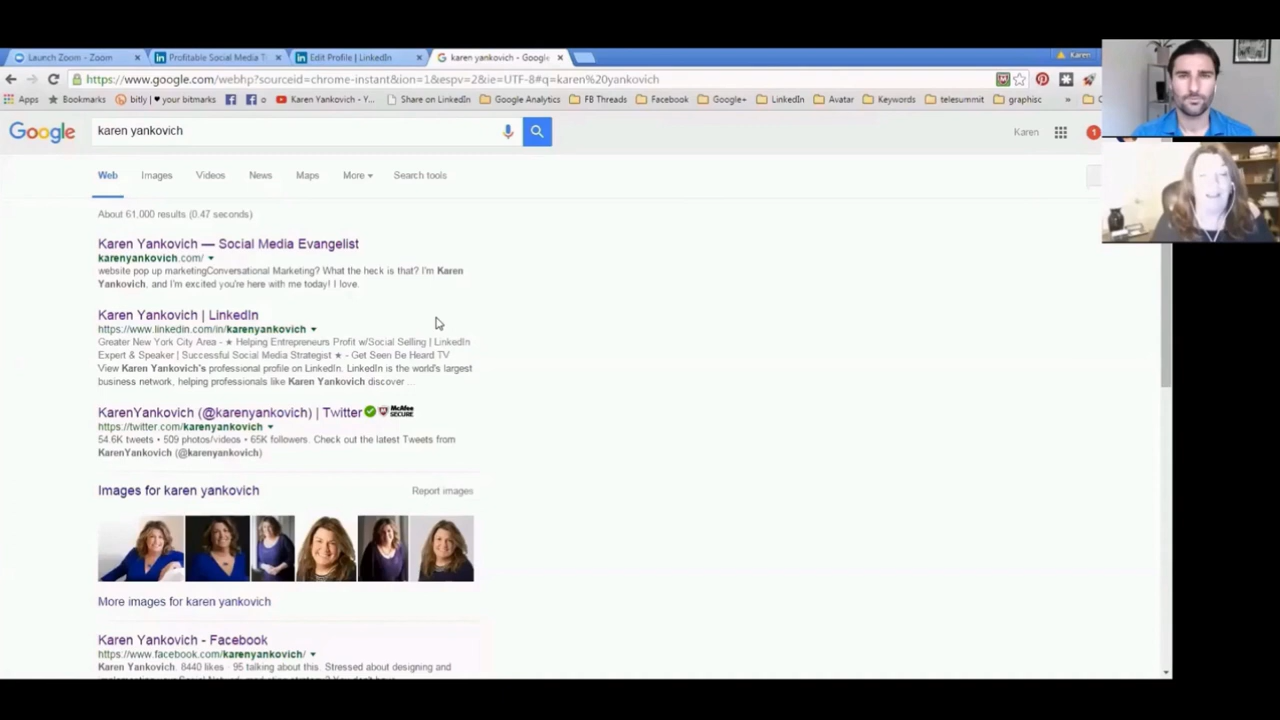 Launch Zoom - Zoom
Profitable Social Media T
Edit Profile | LinkedIn
karen yankovich - Google
Karen
https://www.google.com/webhp?sourceid=chrome-instant&ion=1&espv=2&ie=UTF-8#q=karen%20yankovich
Apps Bookmarks bitly | ♥ your bitmarks Karen Yankovich - Y... Share on LinkedIn Google Analytics FB Threads Facebook Google+ LinkedIn Avatar Keywords telesummit graphisc »
Google karen yankovich Karen 1
Web Images Videos News Maps More Search tools
About 61,000 results (0.47 seconds)
Karen Yankovich — Social Media Evangelist
karenyankovich.com/
website pop up marketingConversational Marketing? What the heck is that? I'm Karen
Yankovich, and I'm excited you're here with me today! I love.
Karen Yankovich | LinkedIn
https://www.linkedin.com/in/karenyankovich
Greater New York City Area - ★ Helping Entrepreneurs Profit w/Social Selling | LinkedIn
Expert & Speaker | Successful Social Media Strategist ★ - Get Seen Be Heard TV
View Karen Yankovich's professional profile on LinkedIn. LinkedIn is the world's largest
business network, helping professionals like Karen Yankovich discover ...
KarenYankovich (@karenyankovich) | Twitter McAfee SECURE
https://twitter.com/karenyankovich
54.6K tweets • 509 photos/videos • 65K followers. Check out the latest Tweets from
KarenYankovich (@karenyankovich)
Images for karen yankovich Report images
More images for karen yankovich
Karen Yankovich - Facebook
https://www.facebook.com/karenyankovich/
Karen Yankovich. 8440 likes · 95 talking about this. Stressed about designing and